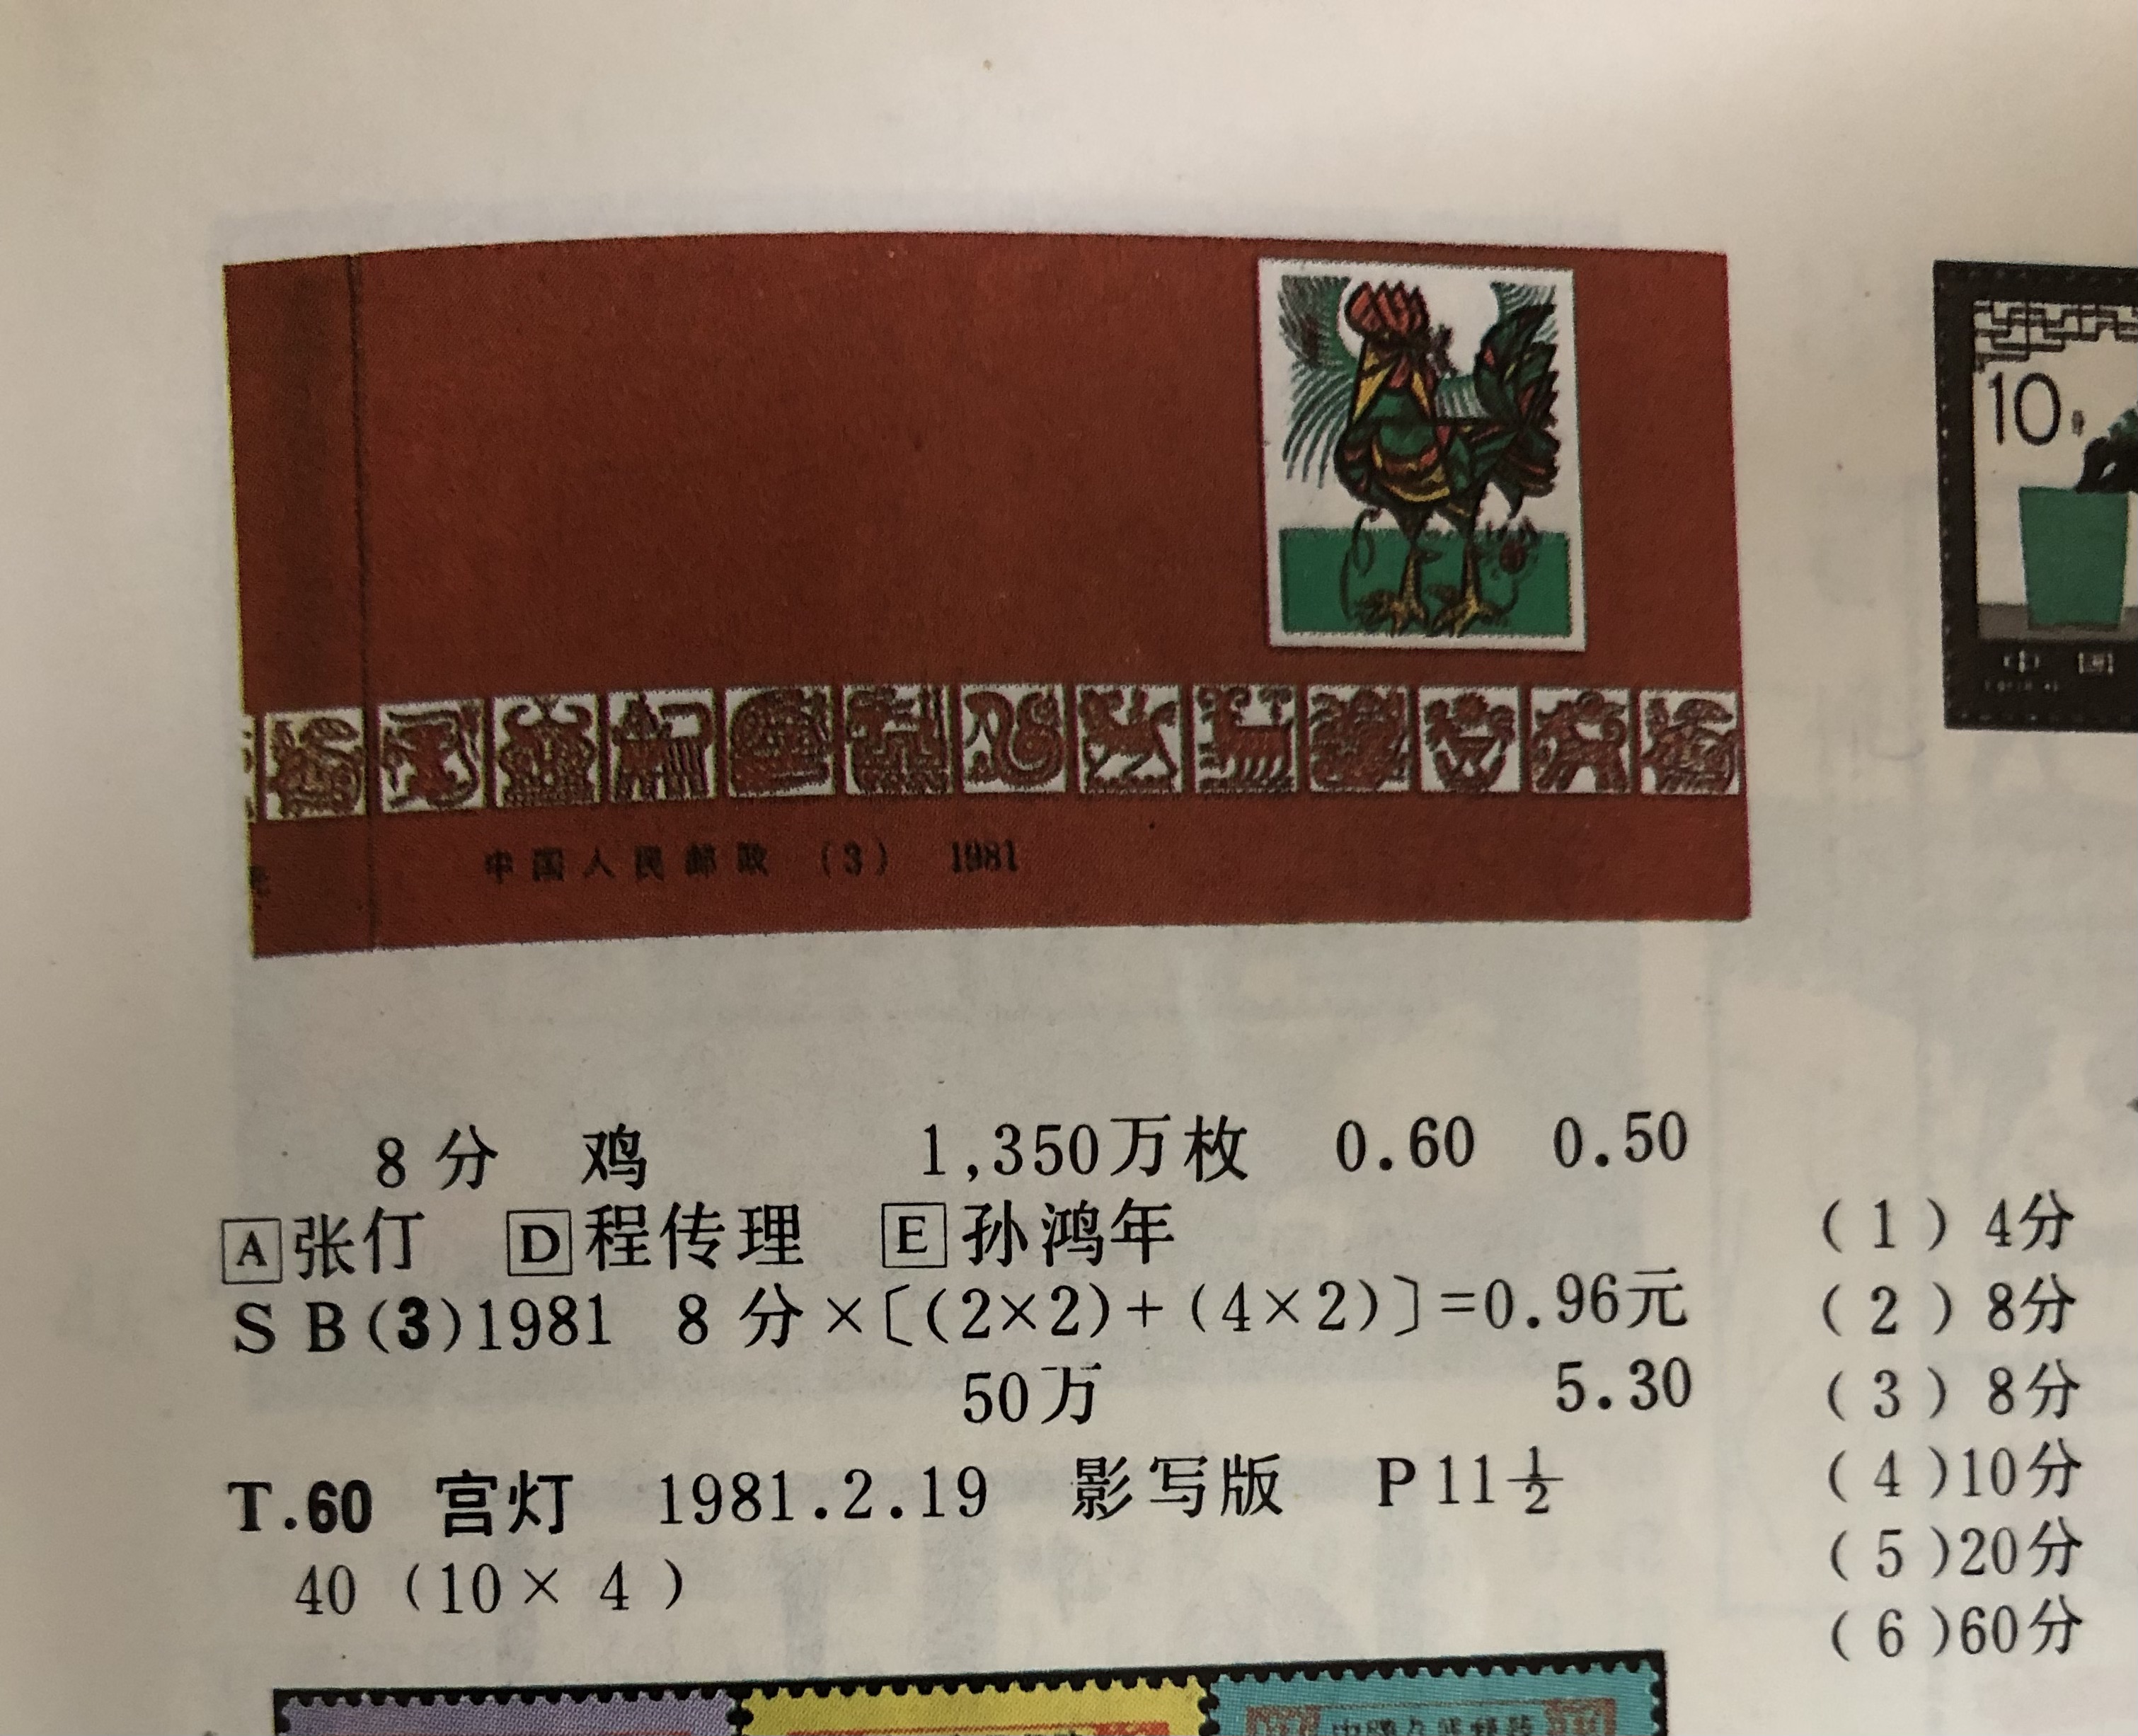 中国人民邮政 (3) 1981
8分 鸡 1,350万枚 0.60 0.50
A 张仃 D 程传理 E 孙鸿年
SB(3)1981 8分×〔(2×2)+(4×2)〕=0.96元
50万 5.30
T.60 宫灯 1981.2.19 影写版 P11½
40（10×4）
10
中国
(1) 4分
(2) 8分
(3) 8分
(4)10分
(5)20分
(6)60分